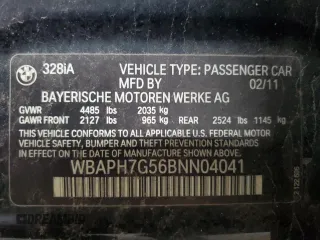 328iA VEHICLE TYPE: PASSENGER CAR
MFD BY 02/11
BAYERISCHE MOTOREN WERKE AG
GVWR 4485 lbs 2035 kg
GAWR FRONT 2127 lbs 965 kg REAR 2524 lbs 1145 kg
THIS VEHICLE CONFORMS TO ALL APPLICABLE
FEDERAL MOTOR VEHICLE SAFETY, BUMPER,
AND THEFT PREVENTION STANDARDS IN EFFECT
ON THE DATE OF MANUFACTURE SHOWN ABOVE.
WBAPH7G56BNN04041